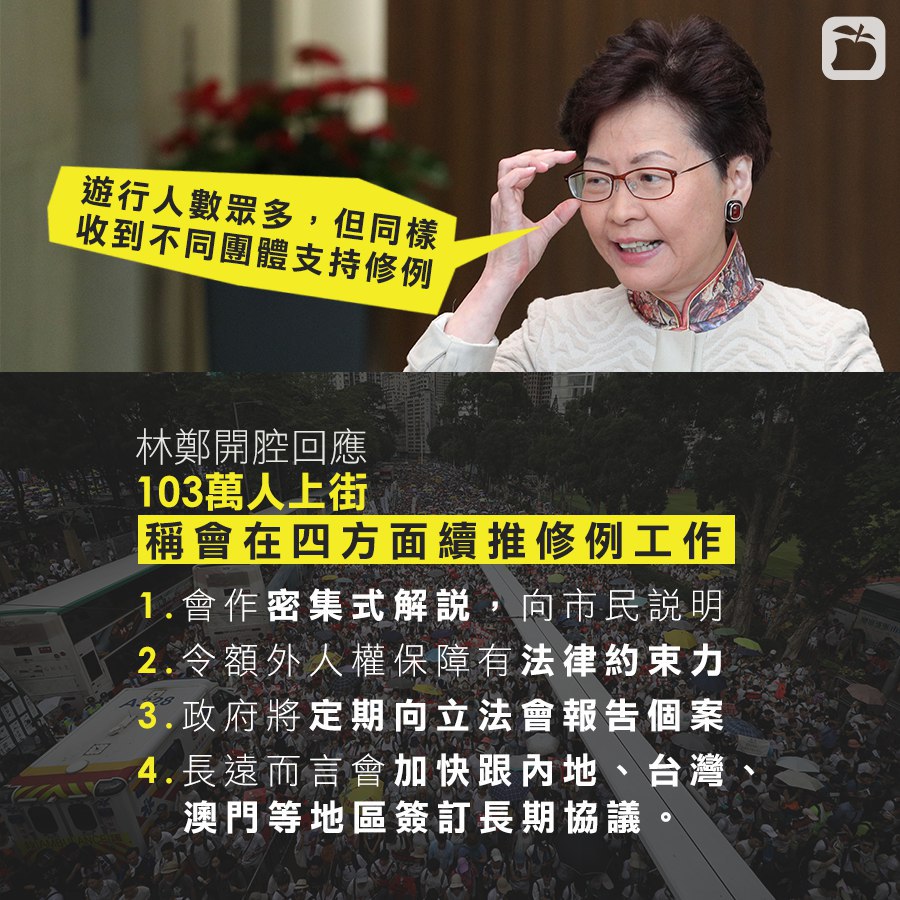 遊行人數眾多，但同樣
收到不同團體支持修例
林鄭開腔回應
103萬人上街
稱會在四方面續推修例工作
1.會作密集式解説，向市民説明
2.令額外人權保障有法律約束力
3.政府將定期向立法會報告個案
4.長遠而言會加快跟內地、台灣、
澳門等地區簽訂長期協議。